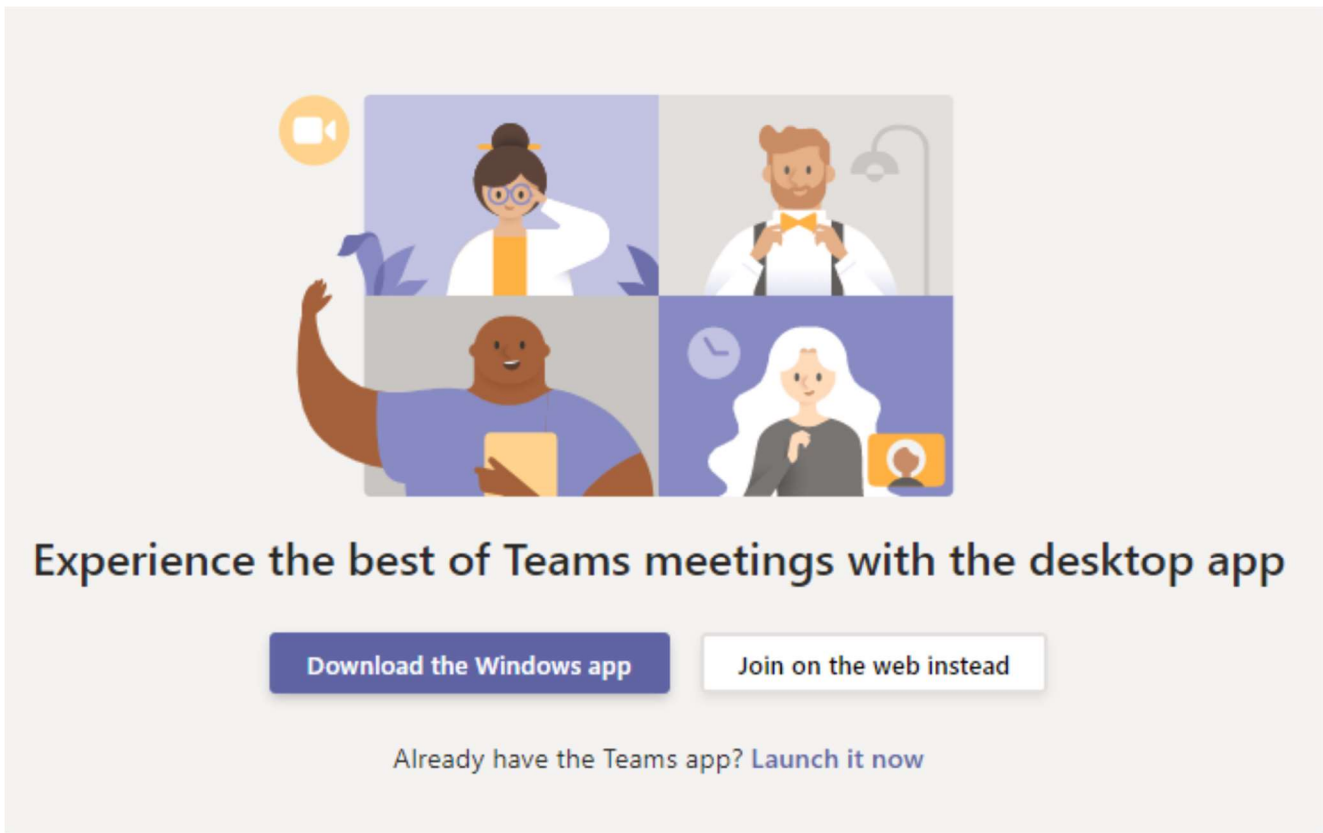 Experience the best of Teams meetings with the desktop app
Download the Windows app
Join on the web instead
Already have the Teams app? Launch it now